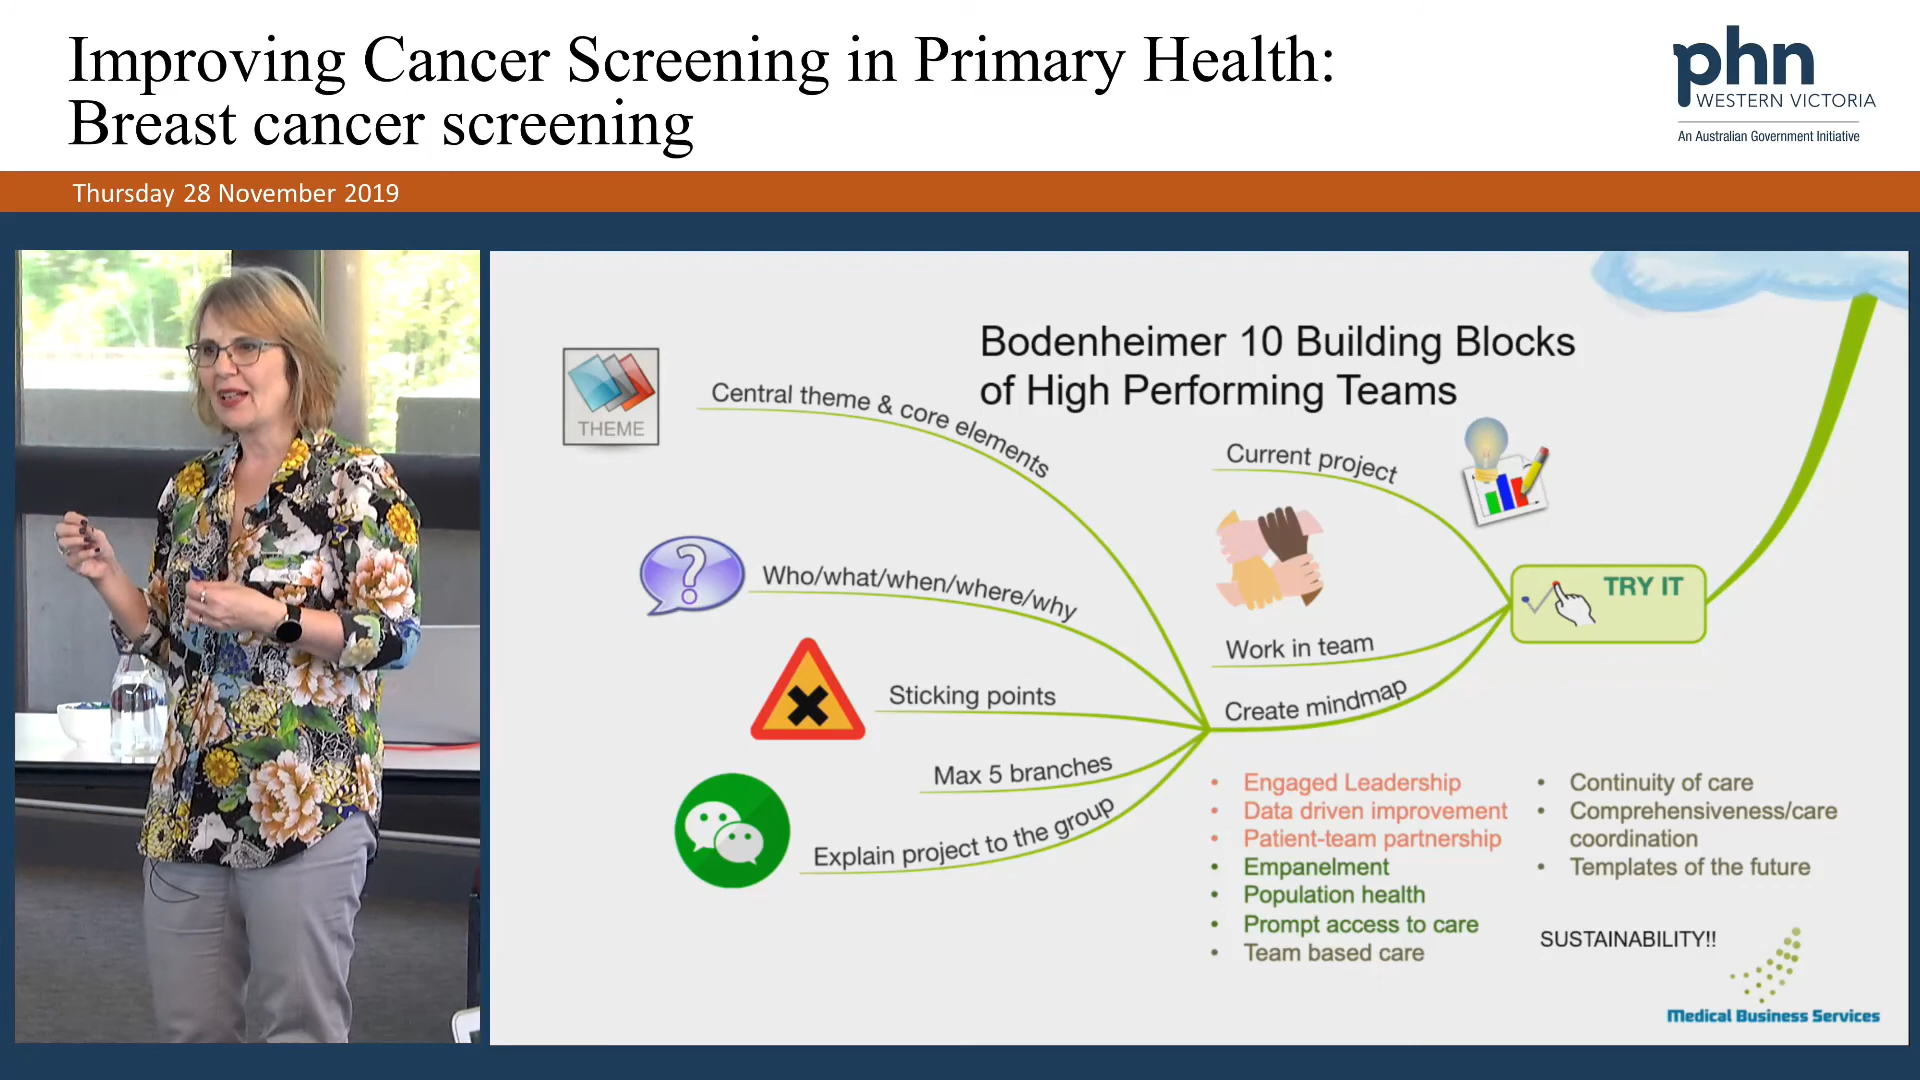 Improving Cancer Screening in Primary Health:
Breast cancer screening
phn
WESTERN VICTORIA
An Australian Government Initiative
Thursday 28 November 2019
Bodenheimer 10 Building Blocks
of High Performing Teams
THEME
Central theme & core elements
Current project
Who/what/when/where/why
TRY IT
Work in team
Sticking points
Create mindmap
Max 5 branches
Explain project to the group
• Engaged Leadership
• Data driven improvement
• Patient-team partnership
• Empanelment
• Population health
• Prompt access to care
• Team based care
• Continuity of care
• Comprehensiveness/care
coordination
• Templates of the future
SUSTAINABILITY!!
Medical Business Services